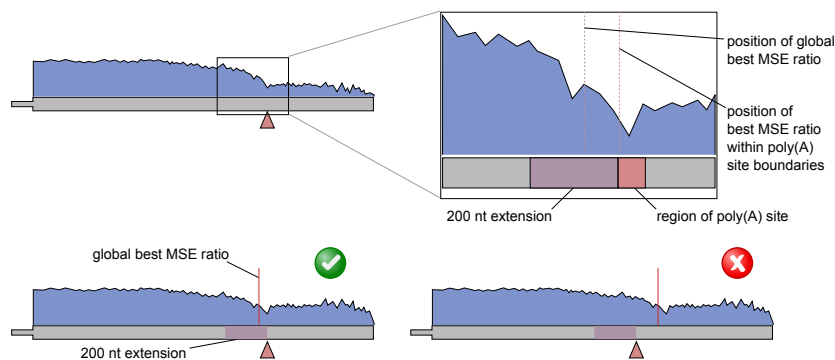 position of global
best MSE ratio
position of
best MSE ratio
within poly(A)
site boundaries
200 nt extension
region of poly(A) site
global best MSE ratio
200 nt extension